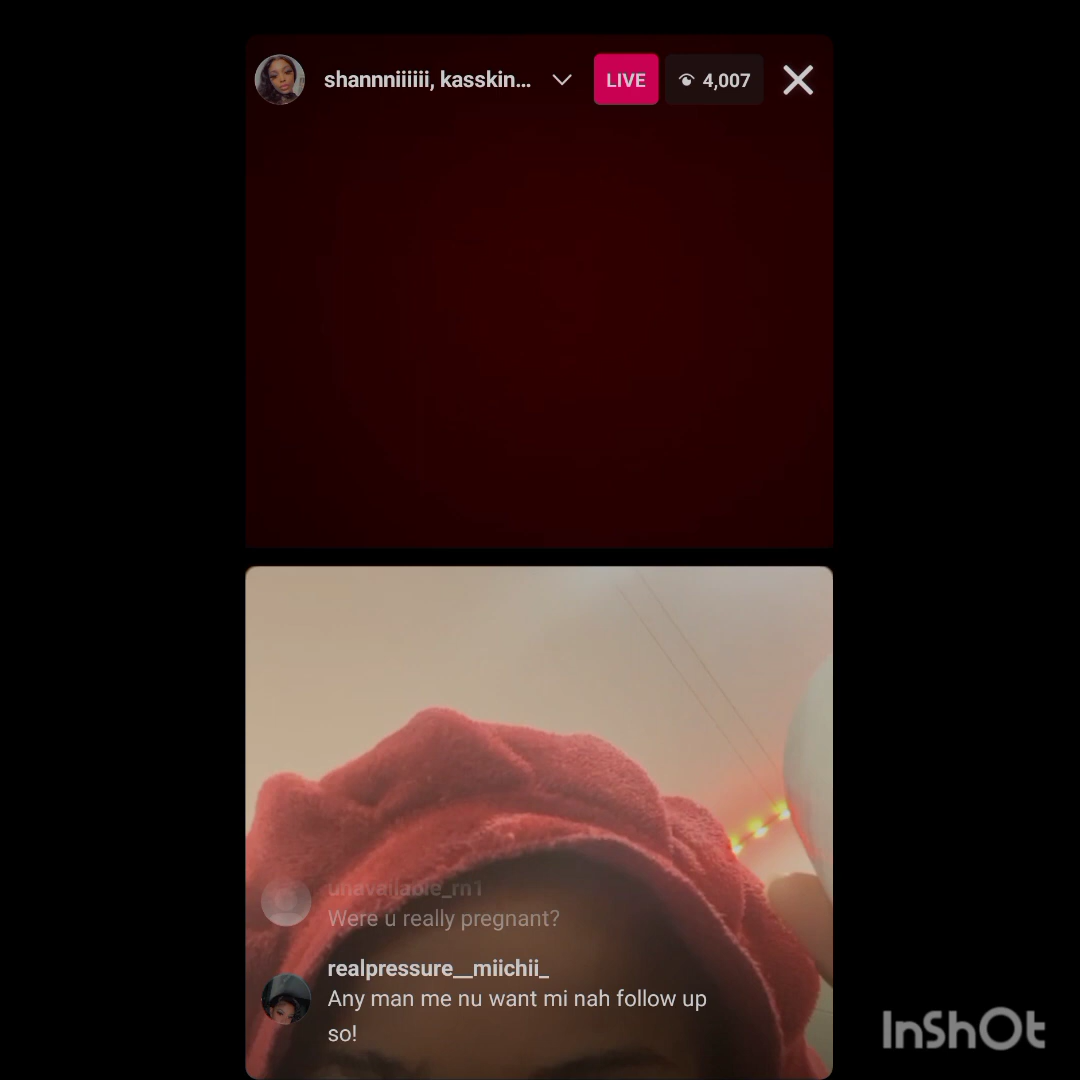 shannniiiiii, kasskin...
LIVE
4,007
unavailable_rn1
Were u really pregnant?
realpressure__miichii_
Any man me nu want mi nah follow up
so!
InShOt